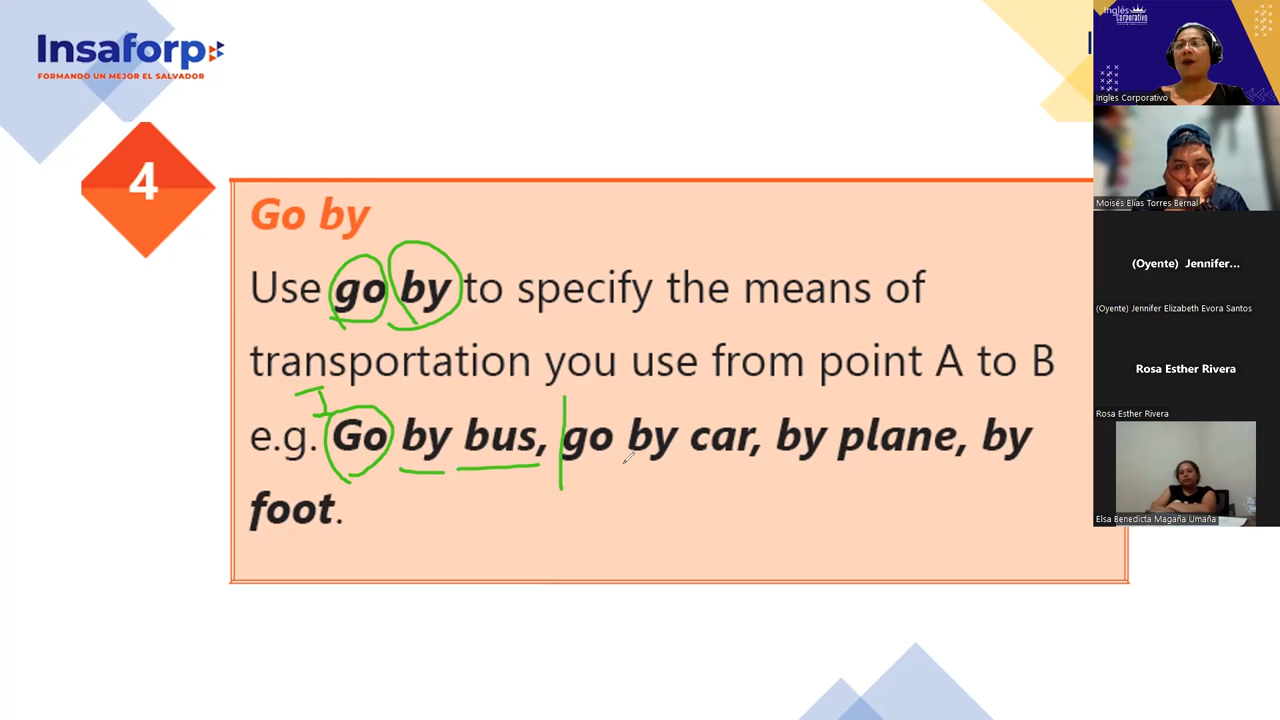 Insaforp
FORMANDO UN MEJOR EL SALVADOR
4
Go by
Use go by to specify the means of
transportation you use from point A to B
I
e.g. Go by bus, go by car, by plane, by
foot.
Inglés
Corporativo
Ingles Corporativo
Moisés Elías Torres Bernal
(Oyente) Jennifer...
(Oyente) Jennifer Elizabeth Evora Santos
Rosa Esther Rivera
Rosa Esther Rivera
Elsa Benedicta Magaña Umaña